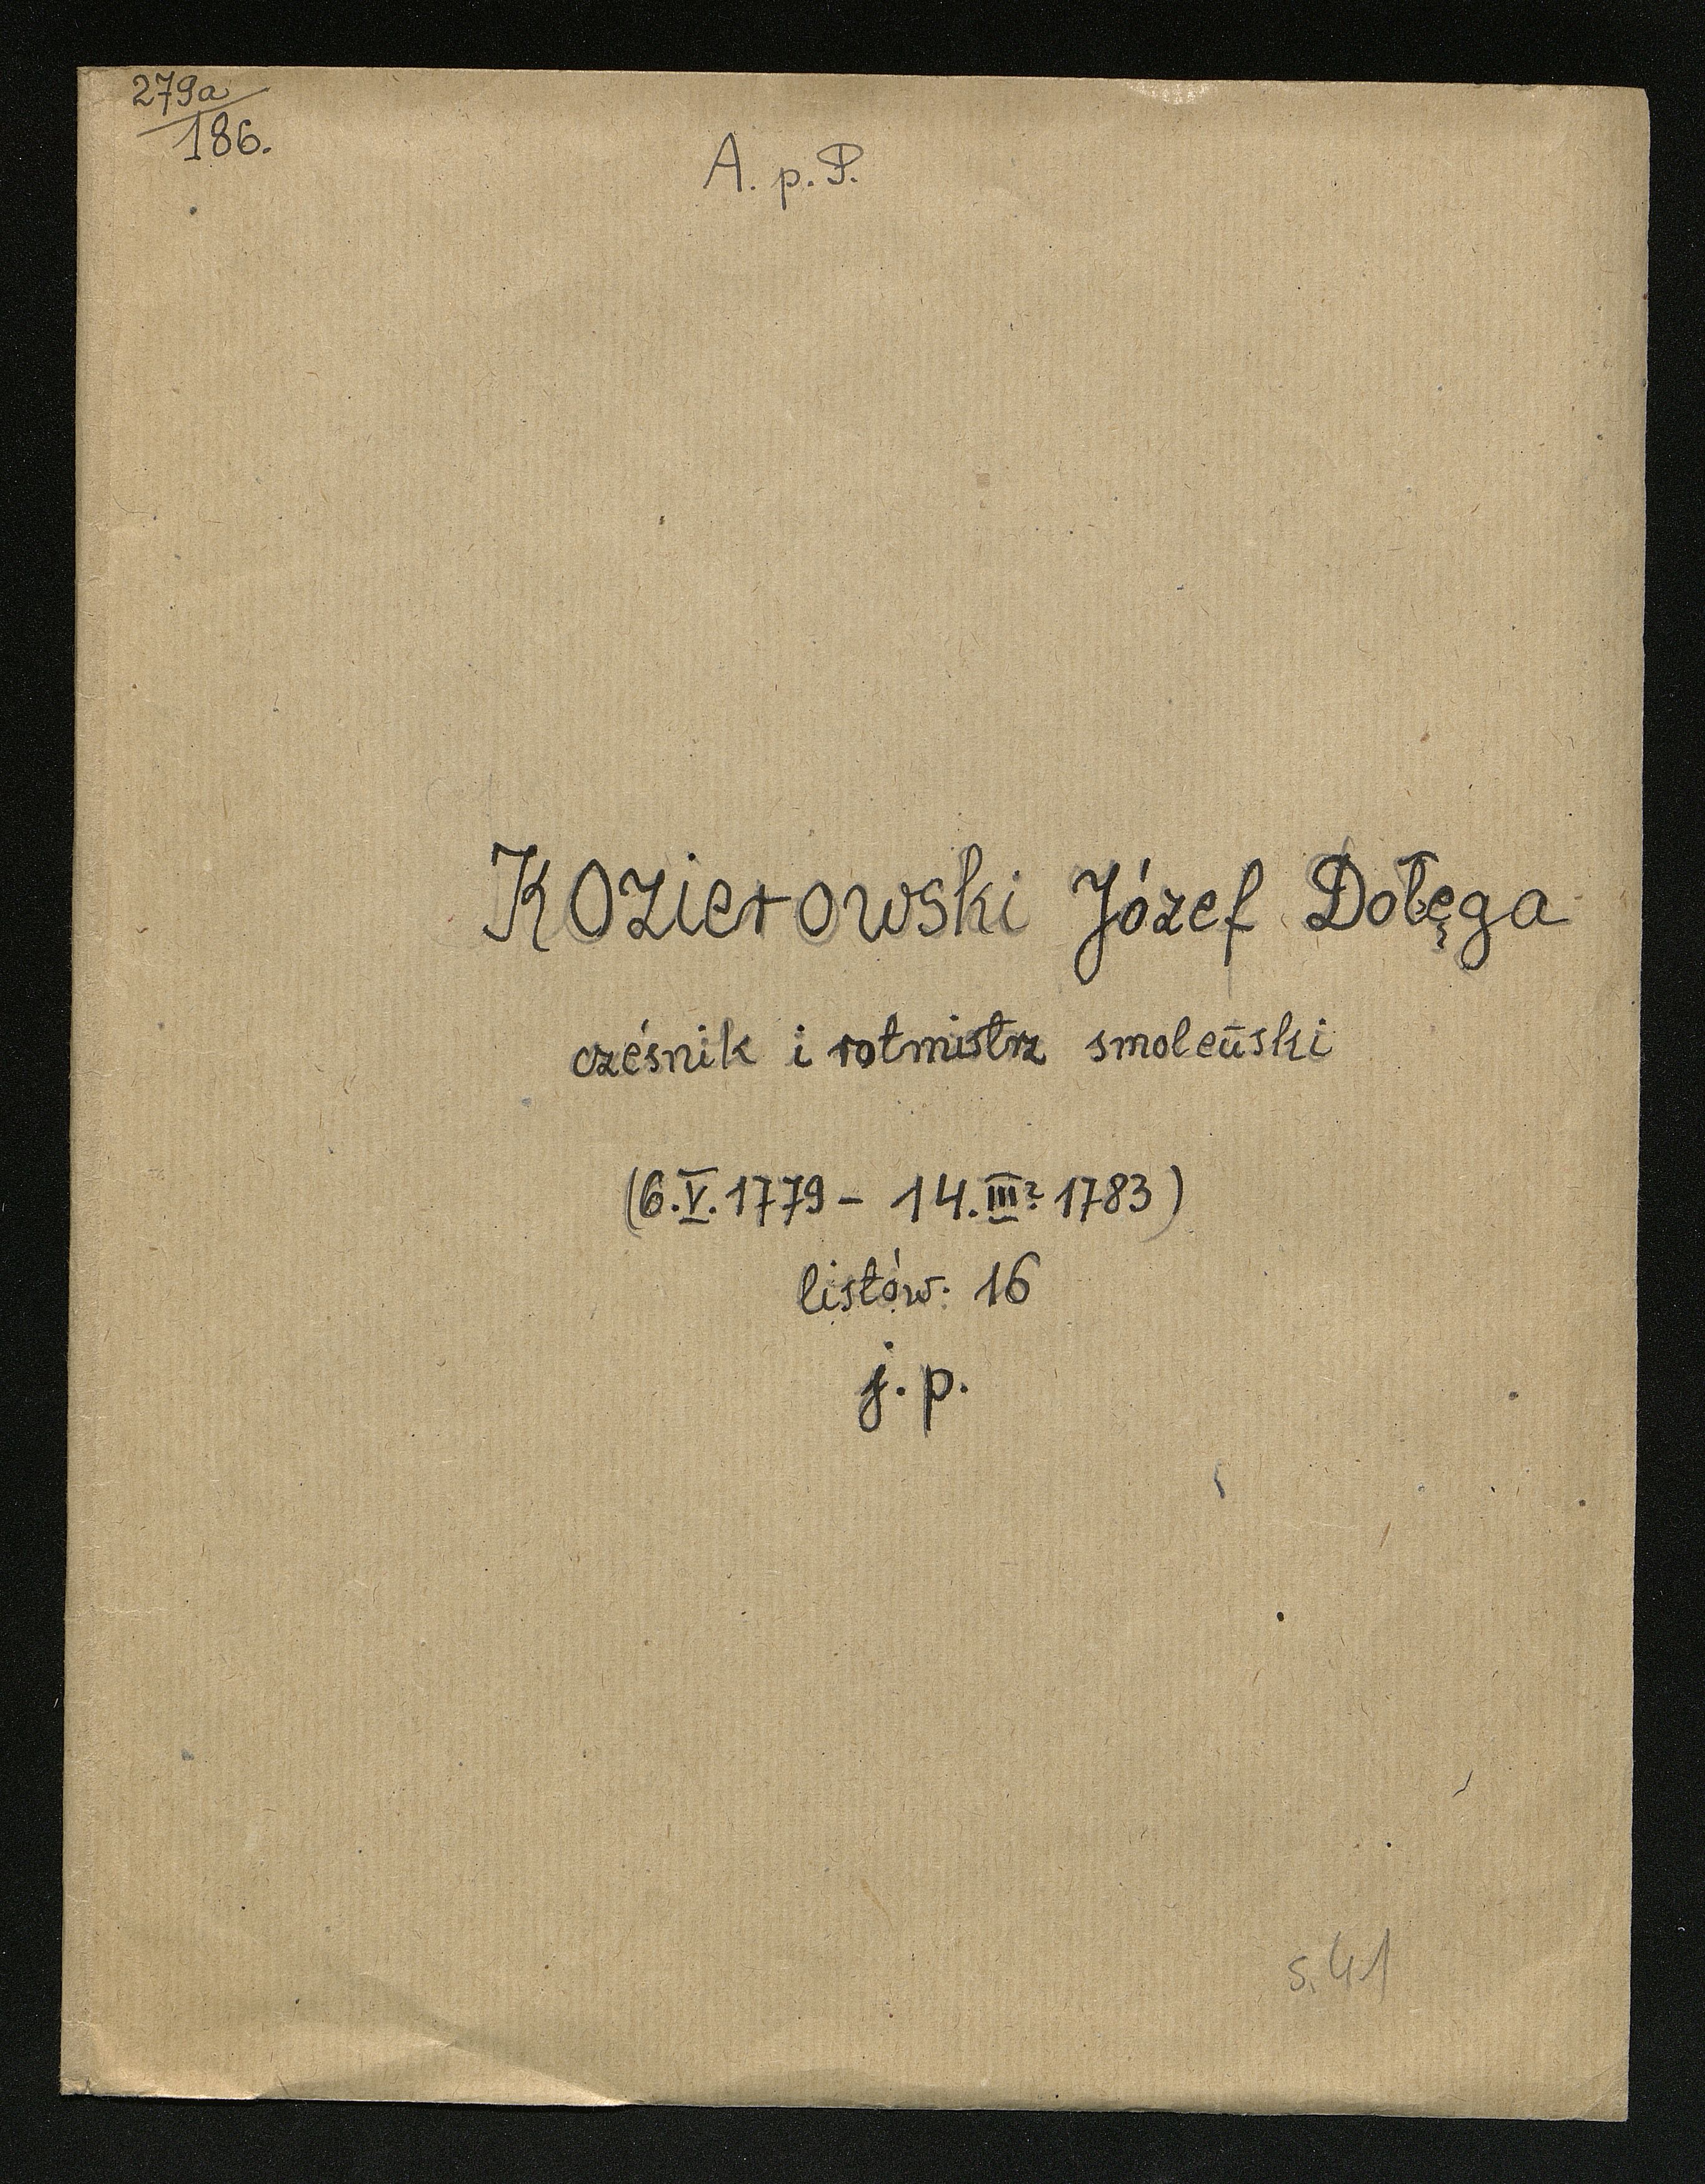 279a
186.
A. p. P.
Kozierowski Józef Dołęga
cześnik i rotmistrz smoleński
(6.V.1779 – 14.III? 1783)
listów: 16
j. p.
s. 41